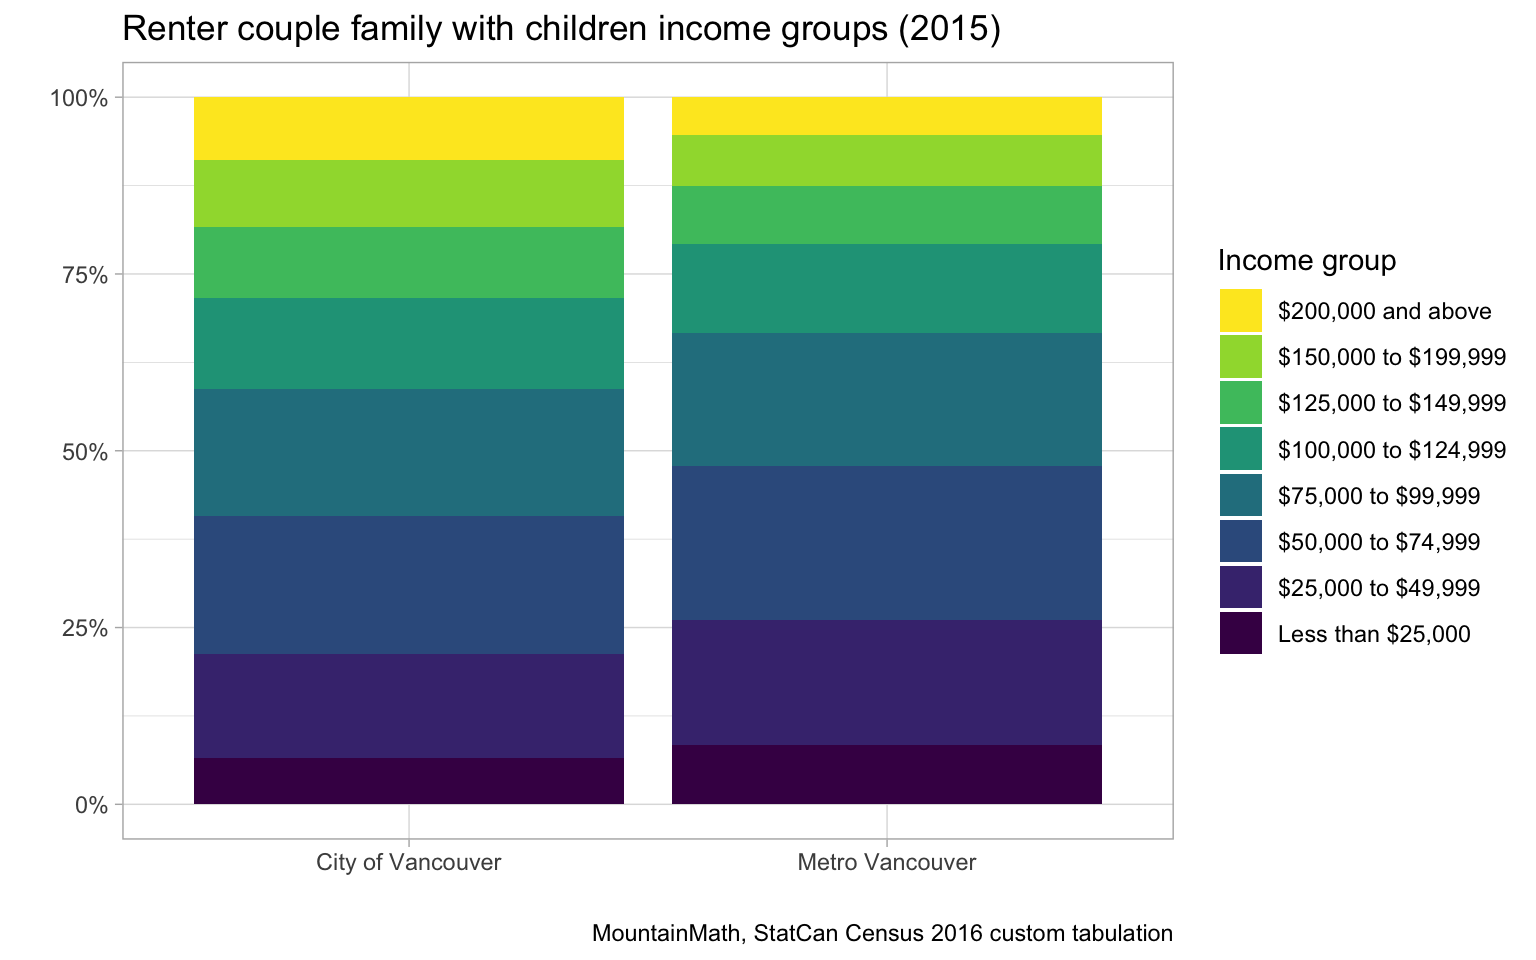 Renter couple family with children income groups (2015)
100%
75%
50%
25%
0%
City of Vancouver
Metro Vancouver
Income group
$200,000 and above
$150,000 to $199,999
$125,000 to $149,999
$100,000 to $124,999
$75,000 to $99,999
$50,000 to $74,999
$25,000 to $49,999
Less than $25,000
MountainMath, StatCan Census 2016 custom tabulation